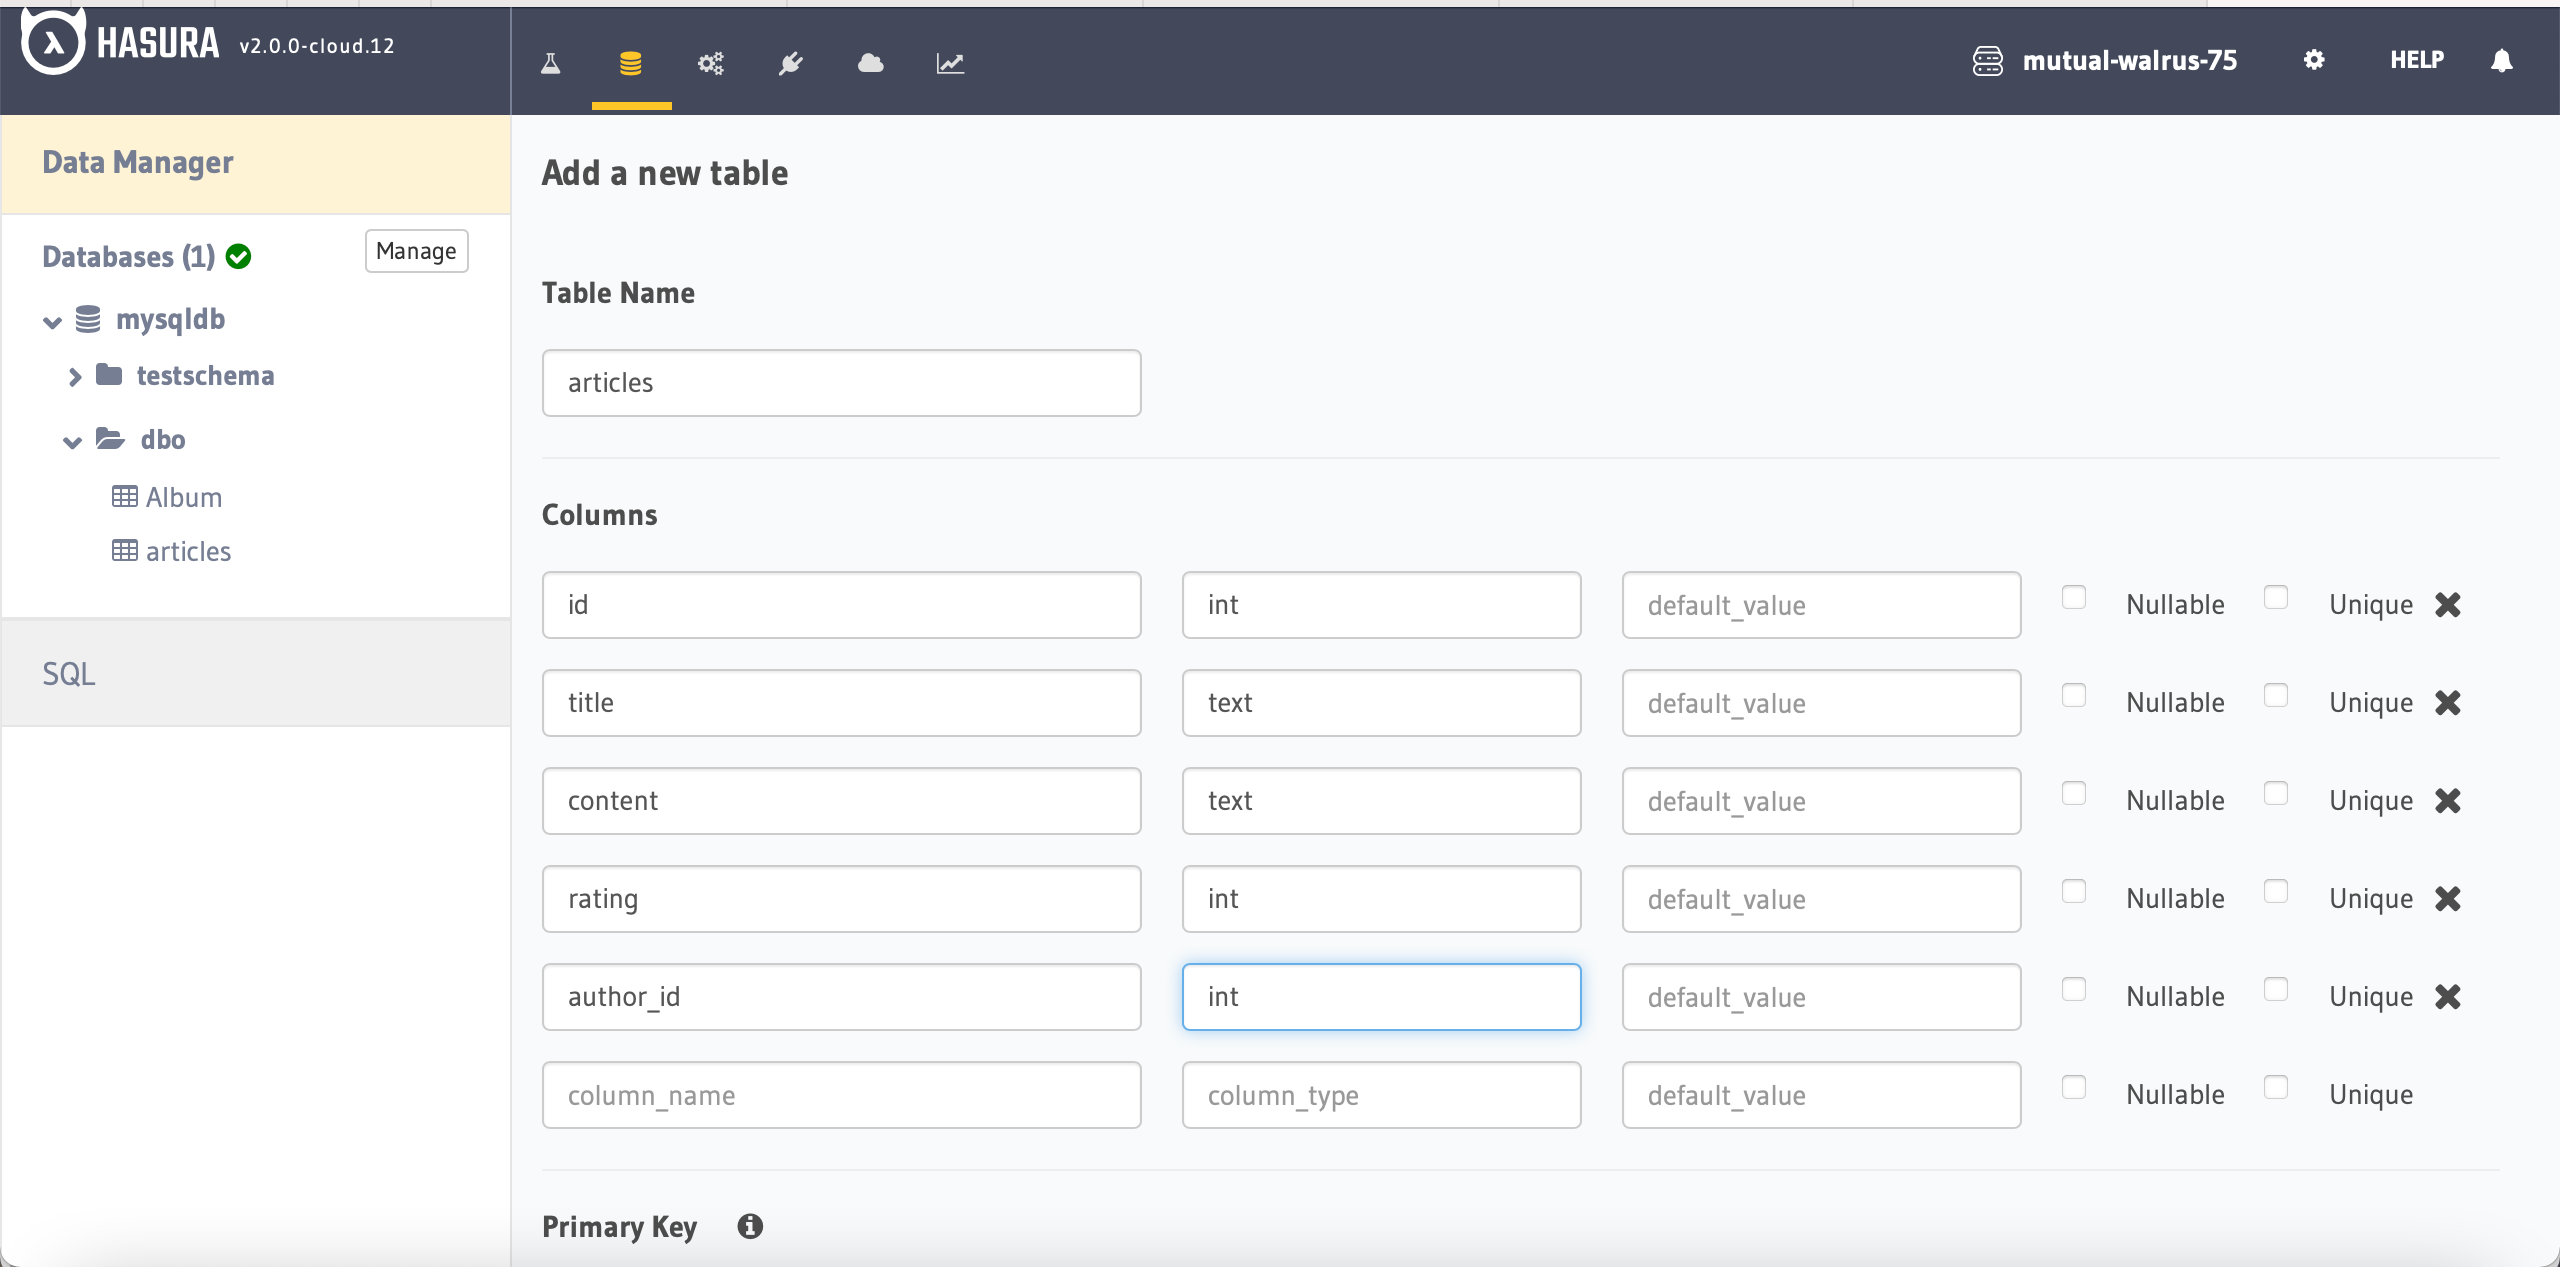 HASURA v2.0.0-cloud.12
mutual-walrus-75
HELP
Data Manager
Databases (1)
Manage
mysqldb
testschema
dbo
Album
articles
SQL
Add a new table
Table Name
articles
Columns
id int default_value Nullable Unique
title text default_value Nullable Unique
content text default_value Nullable Unique
rating int default_value Nullable Unique
author_id int default_value Nullable Unique
column_name column_type default_value Nullable Unique
Primary Key